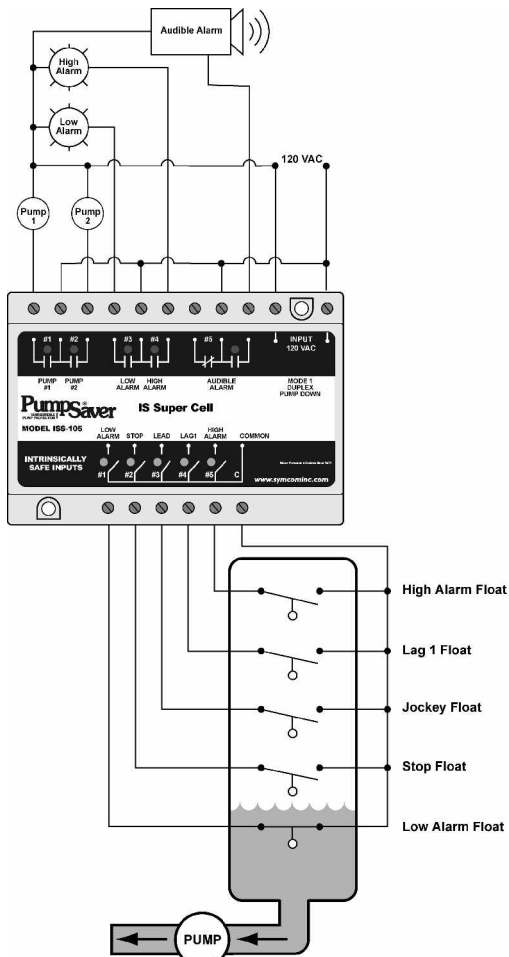 Audible Alarm
High
Alarm
Low
Alarm
120 VAC
Pump
1
Pump
2
#1 #2 #3 #4 #5 INPUT
120 VAC
PUMP
#1
PUMP
#2
LOW
ALARM
HIGH
ALARM
AUDIBLE
ALARM
MODE 1
DUPLEX
PUMP DOWN
PumpSaver®
IS Super Cell
MODEL ISS-105
LOW
ALARM
STOP
LEAD
LAG1
HIGH
ALARM
COMMON
INTRINSICALLY
SAFE INPUTS
#1 #2 #3 #4 #5 C
www.symcominc.com
High Alarm Float
Lag 1 Float
Jockey Float
Stop Float
Low Alarm Float
PUMP